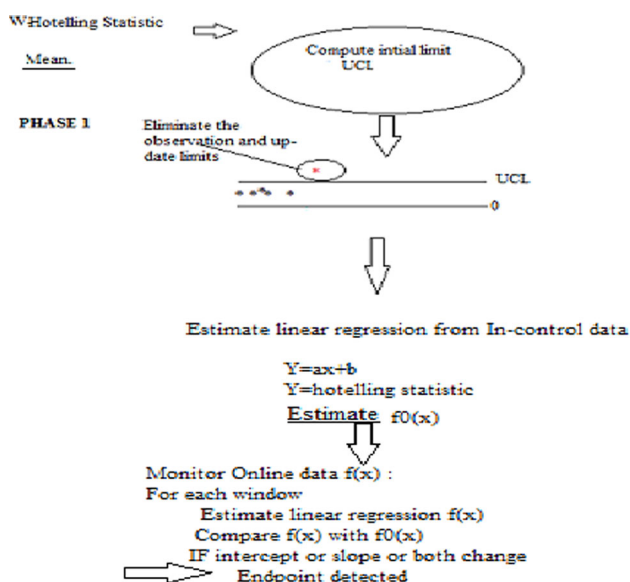 WHotelling Statistic
Mean.
Compute intial limit
UCL
PHASE 1
Eliminate the
observation and up-
date limits
UCL
0
Estimate linear regression from In-control data
Y=ax+b
Y=hotelling statistic
Estimate f0(x)
Monitor Online data f(x) :
For each window
Estimate linear regression f(x)
Compare f(x) with f0(x)
IF intercept or slope or both change
Endpoint detected